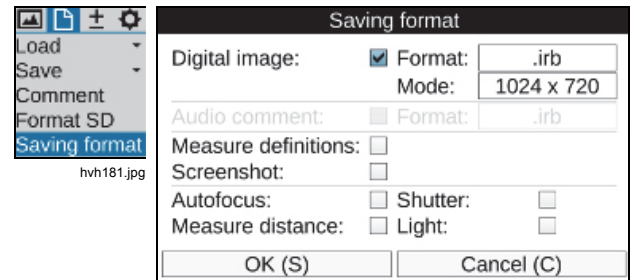 Load
Save
Comment
Format SD
Saving format
hvh181.jpg
Saving format
Digital image: Format: .irb
Mode: 1024 x 720
Audio comment: Format: .irb
Measure definitions:
Screenshot:
Autofocus: Shutter:
Measure distance: Light:
OK (S) Cancel (C)